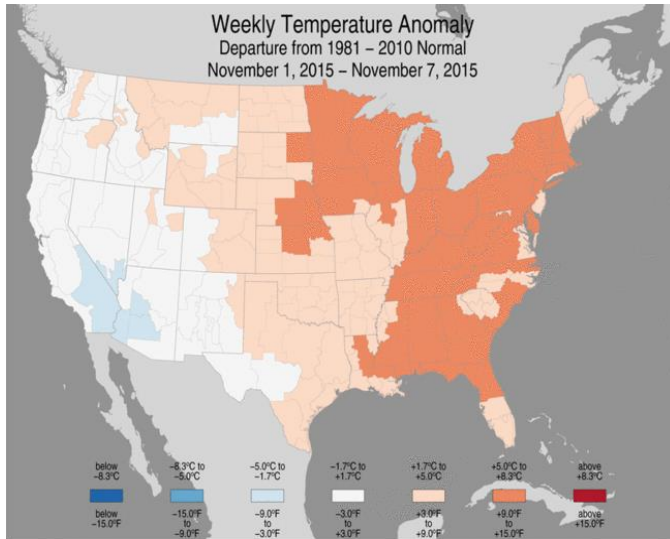 Weekly Temperature Anomaly
Departure from 1981 – 2010 Normal
November 1, 2015 – November 7, 2015
below
−8.3°C
−8.3°C to
−5.0°C
−5.0°C to
−1.7°C
−1.7°C to
+1.7°C
+1.7°C to
+5.0°C
+5.0°C to
+8.3°C
above
+8.3°C
below
−15.0°F
−15.0°F
to
−9.0°F
−9.0°F
to
−3.0°F
−3.0°F
to
+3.0°F
+3.0°F
to
+9.0°F
+9.0°F
to
+15.0°F
above
+15.0°F